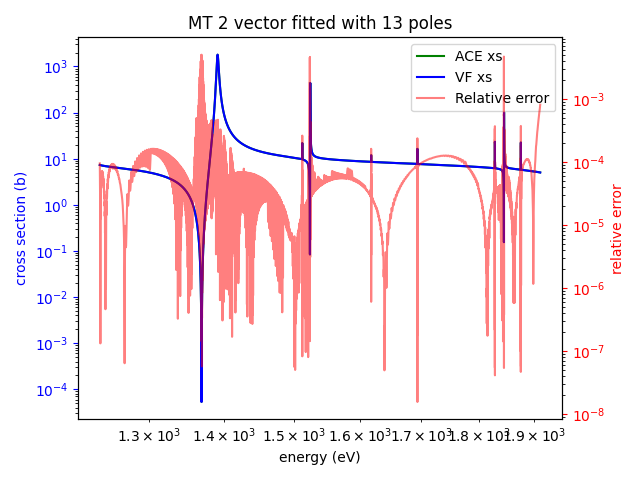 MT 2 vector fitted with 13 poles
ACE xs
VF xs
Relative error
cross section (b)
10³
10²
10¹
10⁰
10⁻¹
10⁻²
10⁻³
10⁻⁴
10⁻³
10⁻⁴
10⁻⁵
10⁻⁶
10⁻⁷
10⁻⁸
relative error
1.3 × 10³ 1.4 × 10³ 1.5 × 10³ 1.6 × 10³ 1.7 × 10³ 1.8 × 10³ 1.9 × 10³
energy (eV)